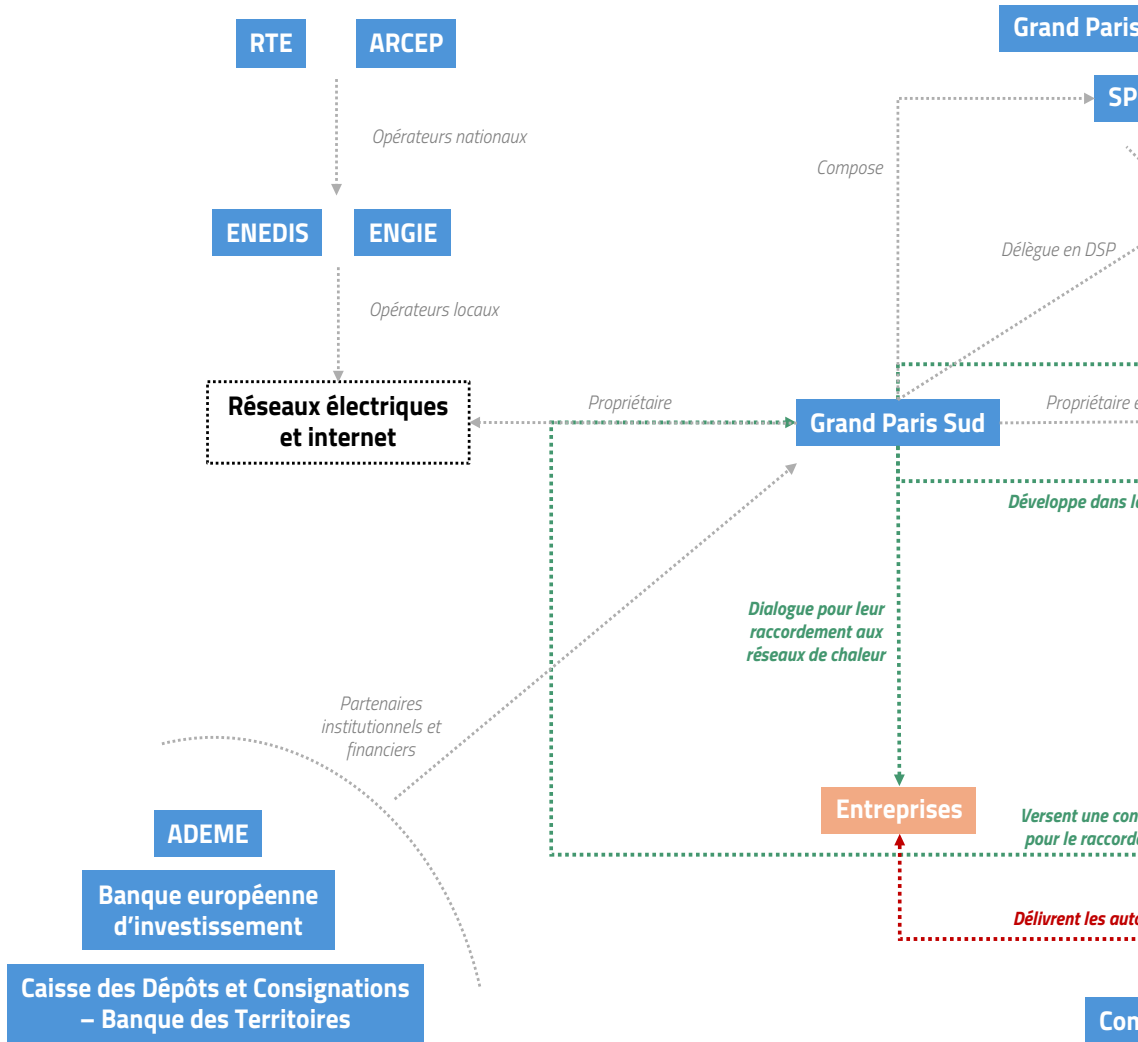 RTE
ARCEP
Grand Paris
SP
Opérateurs nationaux
Compose
ENEDIS
ENGIE
Délègue en DSP
Opérateurs locaux
Réseaux électriques
et internet
Propriétaire
Grand Paris Sud
Propriétaire e
Développe dans le
Dialogue pour leur
raccordement aux
réseaux de chaleur
Partenaires
institutionnels et
financiers
Entreprises
Versent une con
pour le raccorde
ADEME
Banque européenne
d’investissement
Délivrent les auto
Caisse des Dépôts et Consignations
– Banque des Territoires
Com